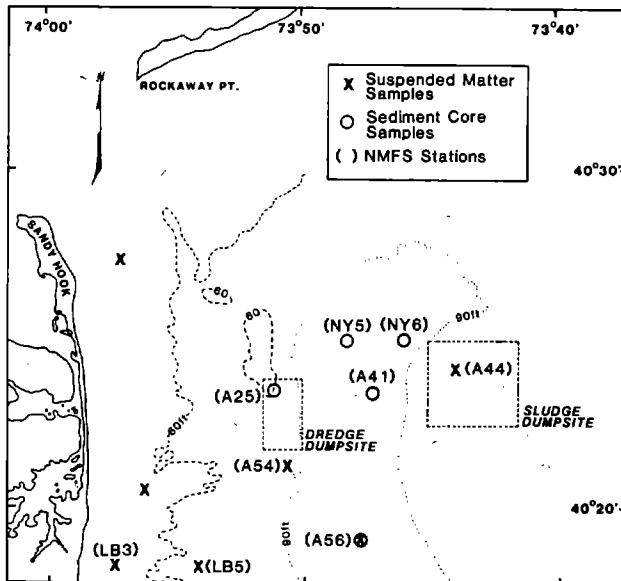 74°00' 73°50' 73°40'
ROCKAWAY PT.
X Suspended Matter
Samples
O Sediment Core
Samples
( ) NMFS Stations
40°30'
SANDY HOOK
60
90ft
(NY5) (NY6)
(A44)
(A41)
(A25)
60ft
SLUDGE
DUMPSITE
DREDGE
DUMPSITE
(A54)
40°20'
90ft
(A56)
(LB3)
(LB5)